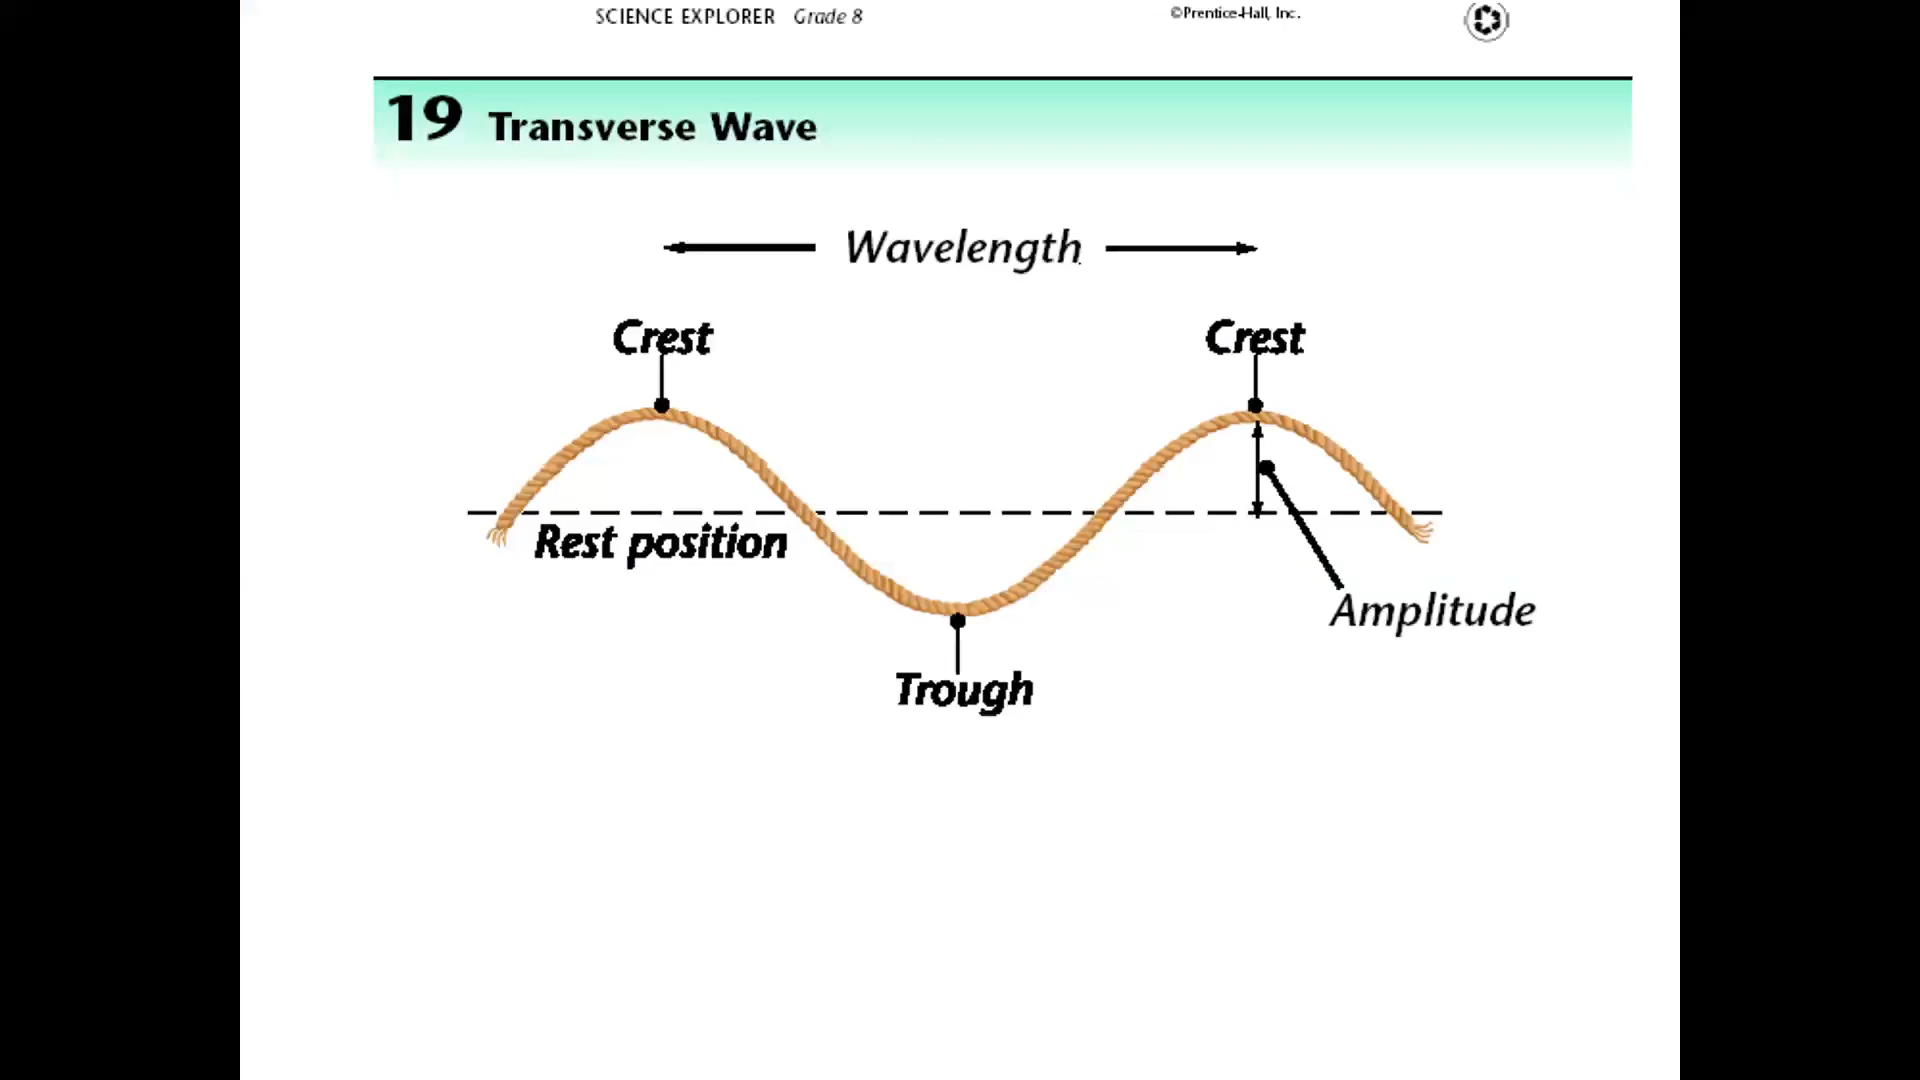 SCIENCE EXPLORER Grade 8
©Prentice-Hall, Inc.
19 Transverse Wave
Wavelength
Crest
Crest
Rest position
Amplitude
Trough